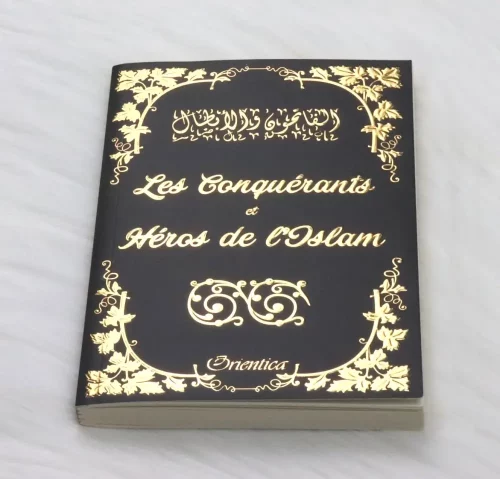 الفاتحون والأبطال
Les Conquérants
et
Héros de l'Islam
Orientica